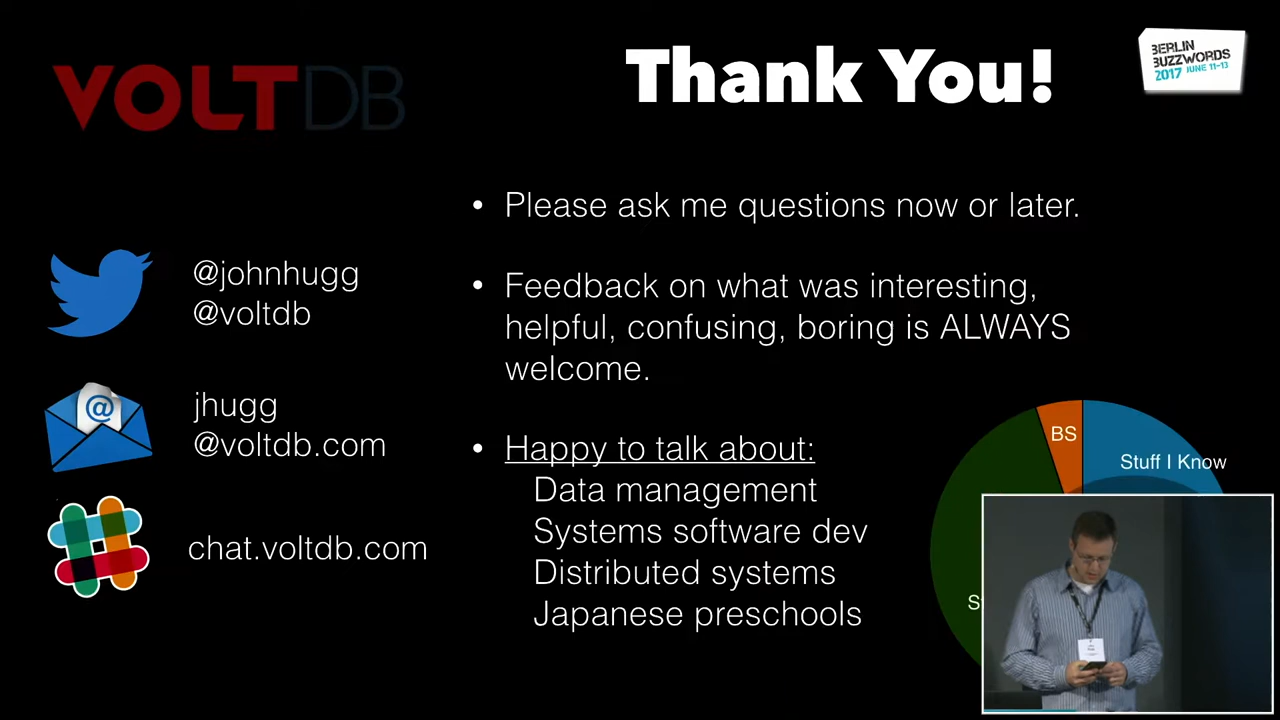 VOLTDB
Thank You!
BERLIN
BUZZWORDS
2017 JUNE 11-13
@johnhugg
@voltdb
jhugg
@voltdb.com
chat.voltdb.com
• Please ask me questions now or later.
• Feedback on what was interesting,
helpful, confusing, boring is ALWAYS
welcome.
• Happy to talk about:
Data management
Systems software dev
Distributed systems
Japanese preschools
BS
Stuff I Know